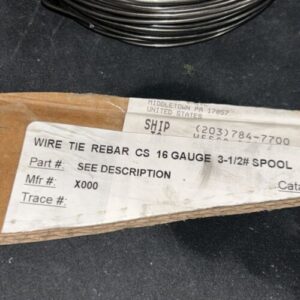 MIDDLETOWN PA 17057
UNITED STATES
SHIP (203)784-7700
WIRE TIE REBAR CS 16 GAUGE 3-1/2# SPOOL
Part #: SEE DESCRIPTION
Mfr #: X000
Trace #:
Cata